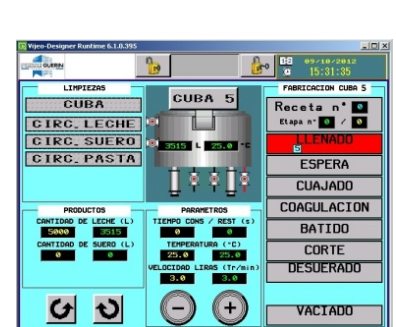 Vijeo-Designer Runtime 6.1.0.395
GUERIN
09/10/2012
15:31:35
LIMPIEZAS
CUBA
CIRC. LECHE
CIRC. SUERO
CIRC. PASTA
CUBA 5
3515 L 25.0 °C
FABRICACION CUBA 5
Receta n° 0
Etapa n° 0 / 0
LLENADO
5
ESPERA
CUAJADO
COAGULACION
BATIDO
CORTE
DESUERADO
VACIADO
PRODUCTOS
CANTIDAD DE LECHE (L)
5000 3515
CANTIDAD DE SUERO (L)
0 0
PARAMETROS
TIEMPO CONS / REST (s)
0 0
TEMPERATURA (°C)
25.0 25.0
VELOCIDAD LIRAS (Tr/min)
3.0 3.0
- +